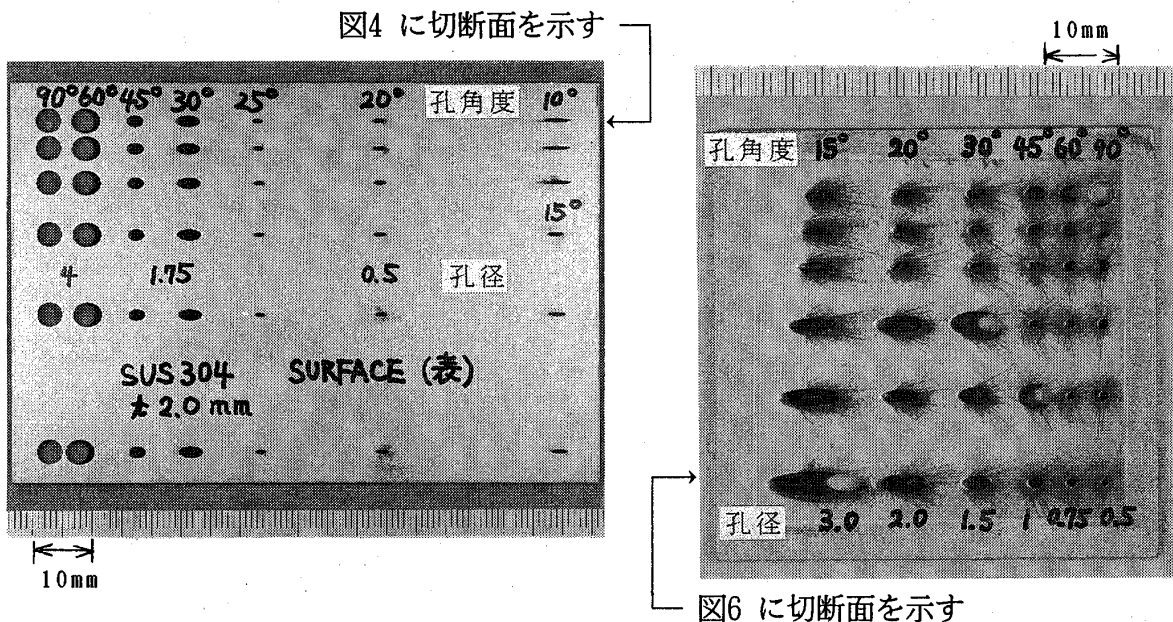 図4 に切断面を示す
10mm
90° 60° 45° 30° 25° 20° 孔角度 10°
15°
4 1.75 0.5 孔径
SUS304 SURFACE (表)
t 2.0 mm
10mm
孔角度 15° 20° 30° 45° 60° 90°
孔径 3.0 2.0 1.5 1 0.75 0.5
図6 に切断面を示す